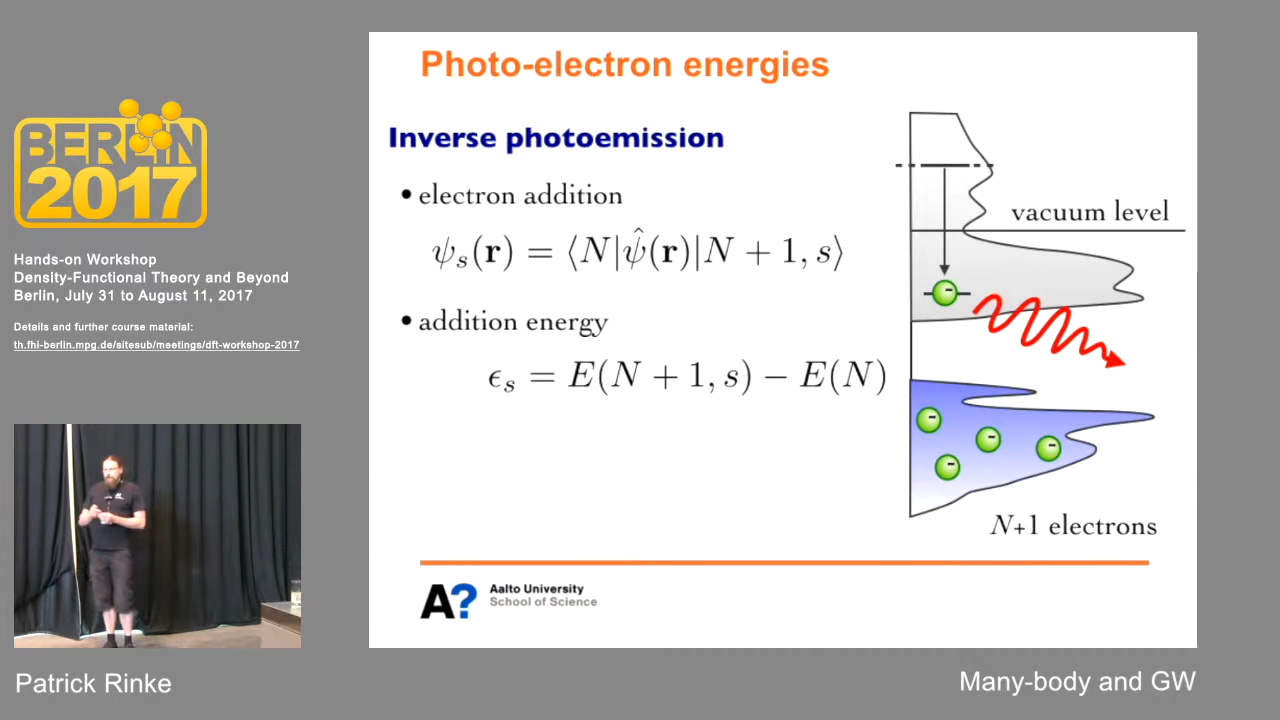 BERLIN
2017
Hands-on Workshop
Density-Functional Theory and Beyond
Berlin, July 31 to August 11, 2017
Details and further course material:
th.fhi-berlin.mpg.de/sitesub/meetings/dft-workshop-2017
Photo-electron energies
Inverse photoemission
• electron addition
ψₛ(𝐫) = ⟨N|ψ̂(𝐫)|N + 1, s⟩
• addition energy
ϵₛ = E(N + 1, s) − E(N)
vacuum level
N+1 electrons
A?
Aalto University
School of Science
Patrick Rinke
Many-body and GW